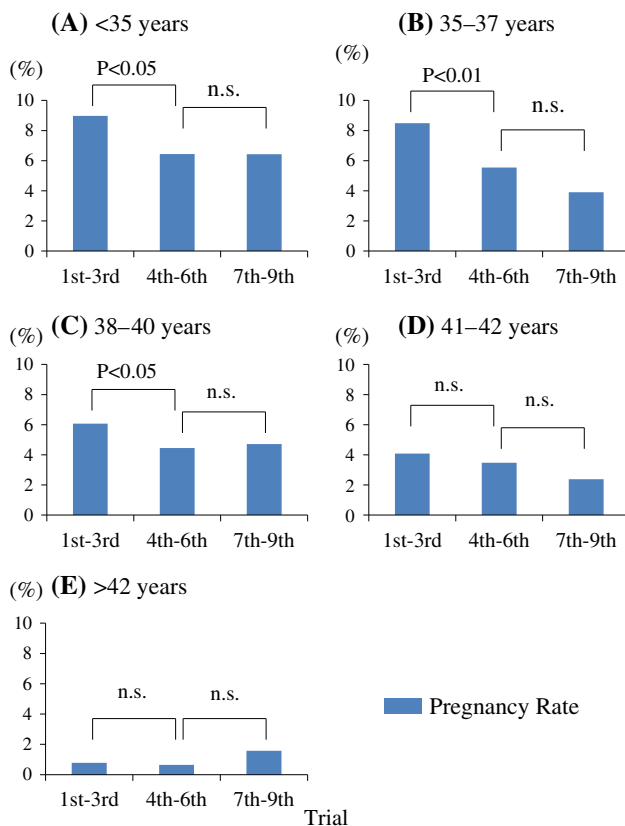 (A) <35 years
(%)
P<0.05
n.s.
10
8
6
4
2
0
1st-3rd 4th-6th 7th-9th
(B) 35–37 years
(%)
P<0.01
n.s.
10
8
6
4
2
0
1st-3rd 4th-6th 7th-9th
(C) 38–40 years
(%)
P<0.05
n.s.
10
8
6
4
2
0
1st-3rd 4th-6th 7th-9th
(D) 41–42 years
(%)
n.s.
n.s.
10
8
6
4
2
0
1st-3rd 4th-6th 7th-9th
(E) >42 years
(%)
n.s. n.s.
10
8
6
4
2
0
1st-3rd 4th-6th 7th-9th
Pregnancy Rate
Trial